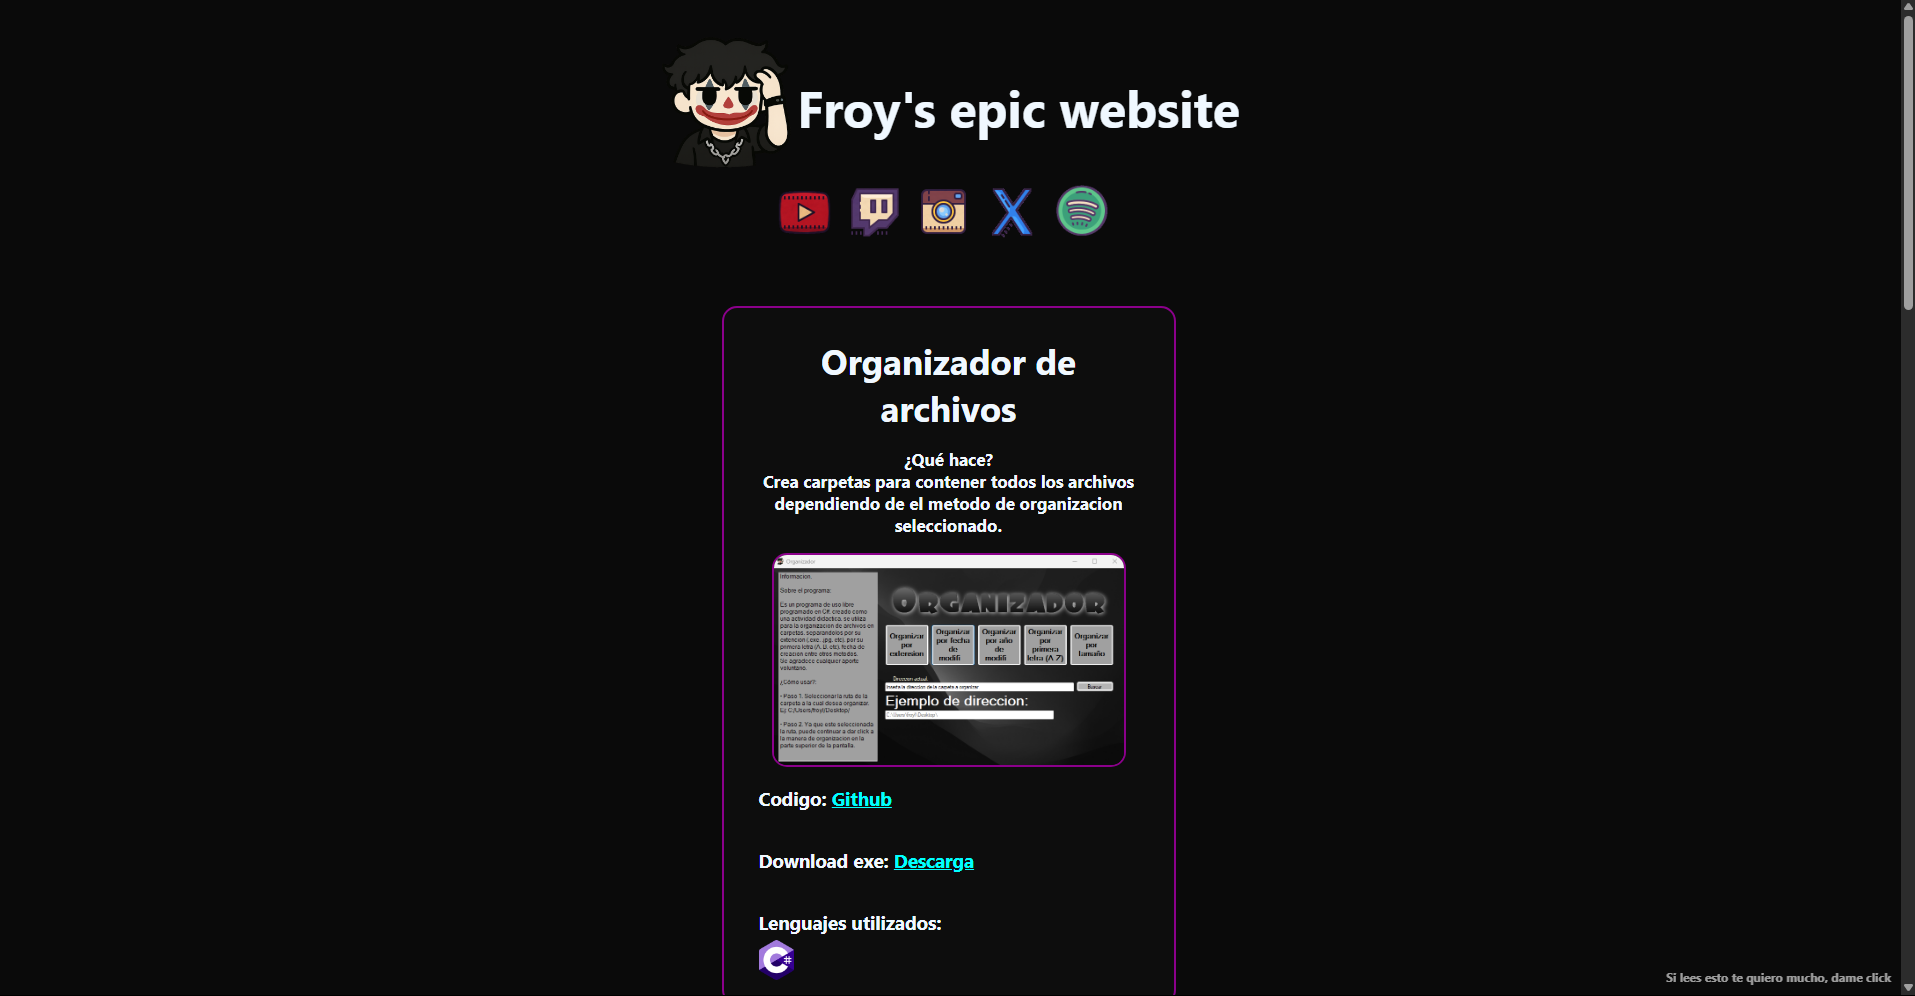 Froy's epic website
Organizador de
archivos
¿Qué hace?
Crea carpetas para contener todos los archivos
dependiendo de el metodo de organizacion
seleccionado.
Organizador
Informacion
Sobre el programa:
Es un programa de uso libre
programado en C#, creado como
una actividad didactica, se utiliza
para la organizacion de archivos en
carpetas, separandolos por su
extencion (.exe, .jpg, etc), por su
primera letra (A, B, etc), fecha de
creacion entre otros metodos.
Se agradece cualquier aporte
voluntario.
¿Cómo usar?:
- Paso 1. Seleccionar la ruta de la
carpeta a la cual desea organizar.
Ej: C:/Users/froyl/Desktop/
- Paso 2. Ya que este seleccionada
la ruta, puede continuar a dar click a
la manera de organizacion en la
parte superior de la pantalla.
Organizador
Organizar por extension
Organizar por fecha de modifi
Organizar por año de modifi
Organizar por primera letra (A-Z)
Organizar por tamaño
Direccion actual:
Inserta la direccion de la carpeta a organizar
Buscar
Ejemplo de direccion:
Codigo: Github
Download exe: Descarga
Lenguajes utilizados:
C#
Si lees esto te quiero mucho, dame click